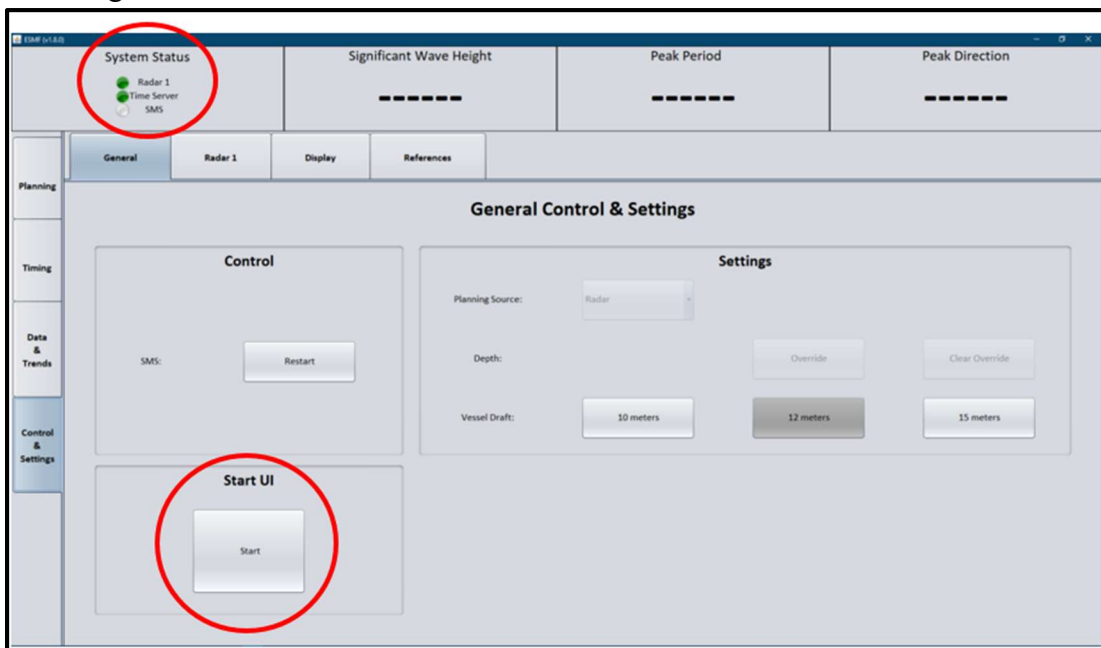 ESMF (v1.8.0)
System Status
Radar 1
Time Server
SMS
Significant Wave Height
------
Peak Period
------
Peak Direction
------
Planning
Timing
Data
&
Trends
Control
&
Settings
General
Radar 1
Display
References
General Control & Settings
Control
SMS:
Restart
Settings
Planning Source:
Radar
Depth:
Override
Clear Override
Vessel Draft:
10 meters
12 meters
15 meters
Start UI
Start